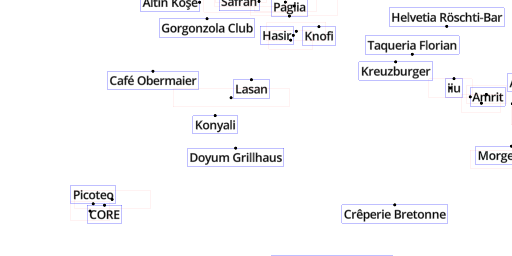 Altin Köşe
Safran
Paglia
Helvetia Röschti-Bar
Gorgonzola Club
Hasir
Knofi
Taqueria Florian
Kreuzburger
Café Obermaier
Lasan
Amrit
Konyali
Doyum Grillhaus
Morge
Picoteo
CORE
Crêperie Bretonne